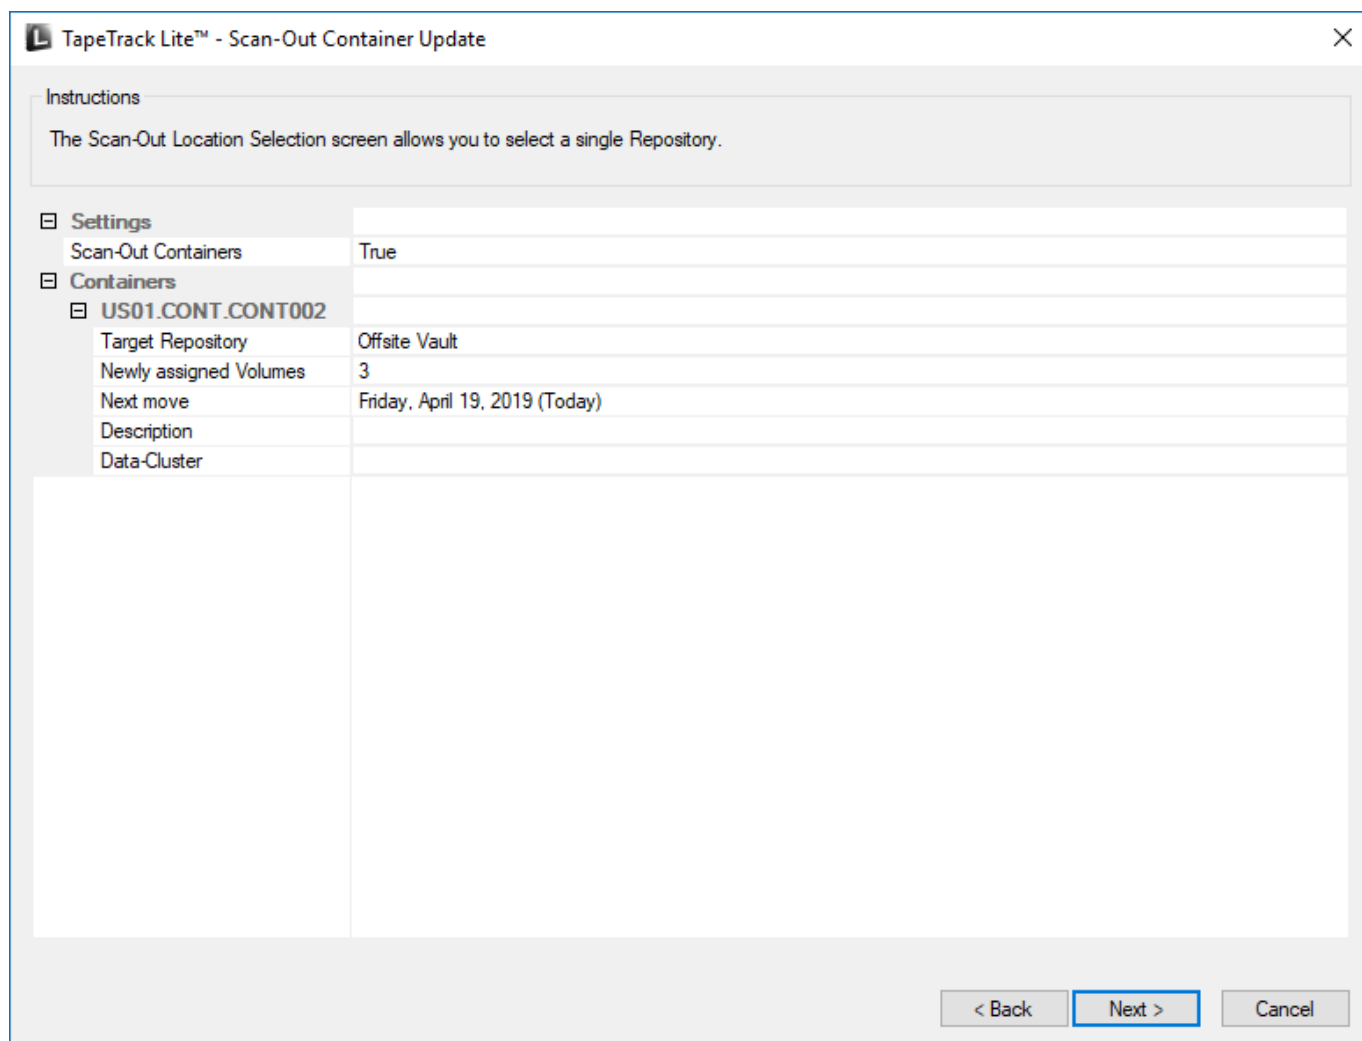 TapeTrack Lite™ - Scan-Out Container Update
Instructions
The Scan-Out Location Selection screen allows you to select a single Repository.
Settings
Scan-Out Containers True
Containers
US01.CONT.CONT002
Target Repository Offsite Vault
Newly assigned Volumes 3
Next move Friday, April 19, 2019 (Today)
Description
Data-Cluster
< Back Next > Cancel